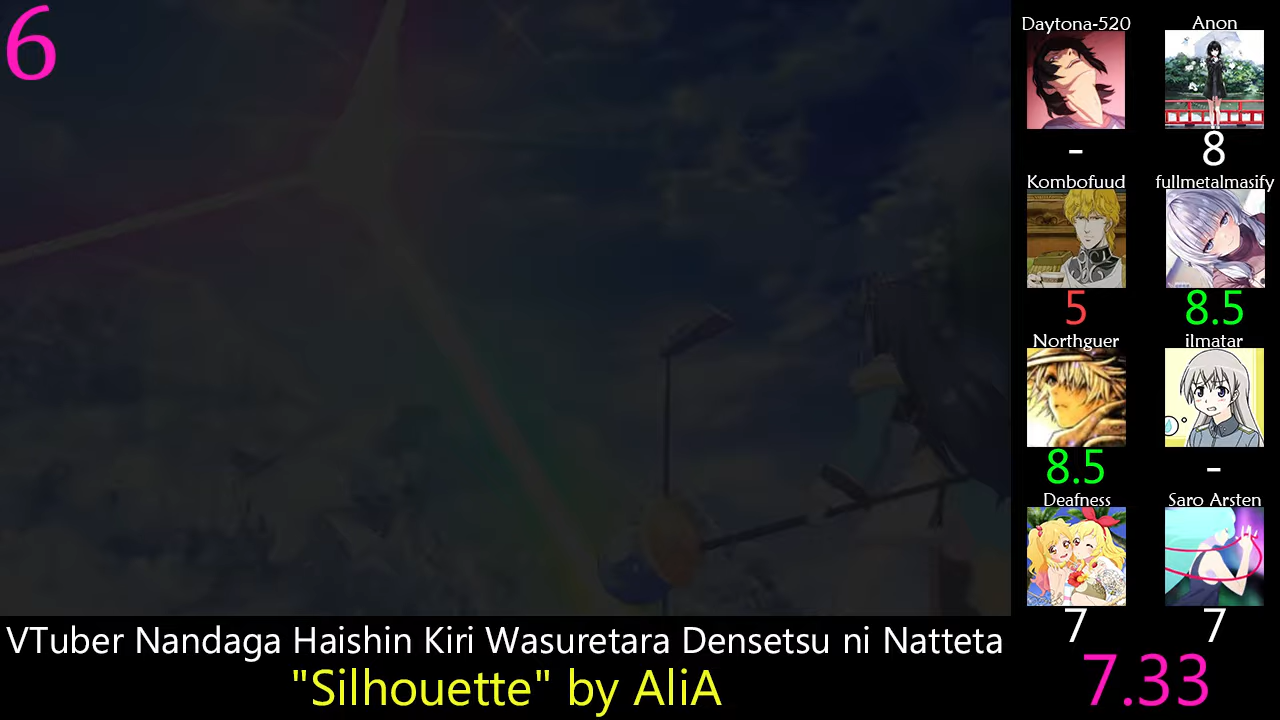 6
Daytona-520
Anon
-
8
Kombofuud
fullmetalmasify
5
8.5
Northguer
ilmatar
8.5
-
Deafness
Saro Arsten
7
7
7.33
VTuber Nandaga Haishin Kiri Wasuretara Densetsu ni Natteta
"Silhouette" by AliA